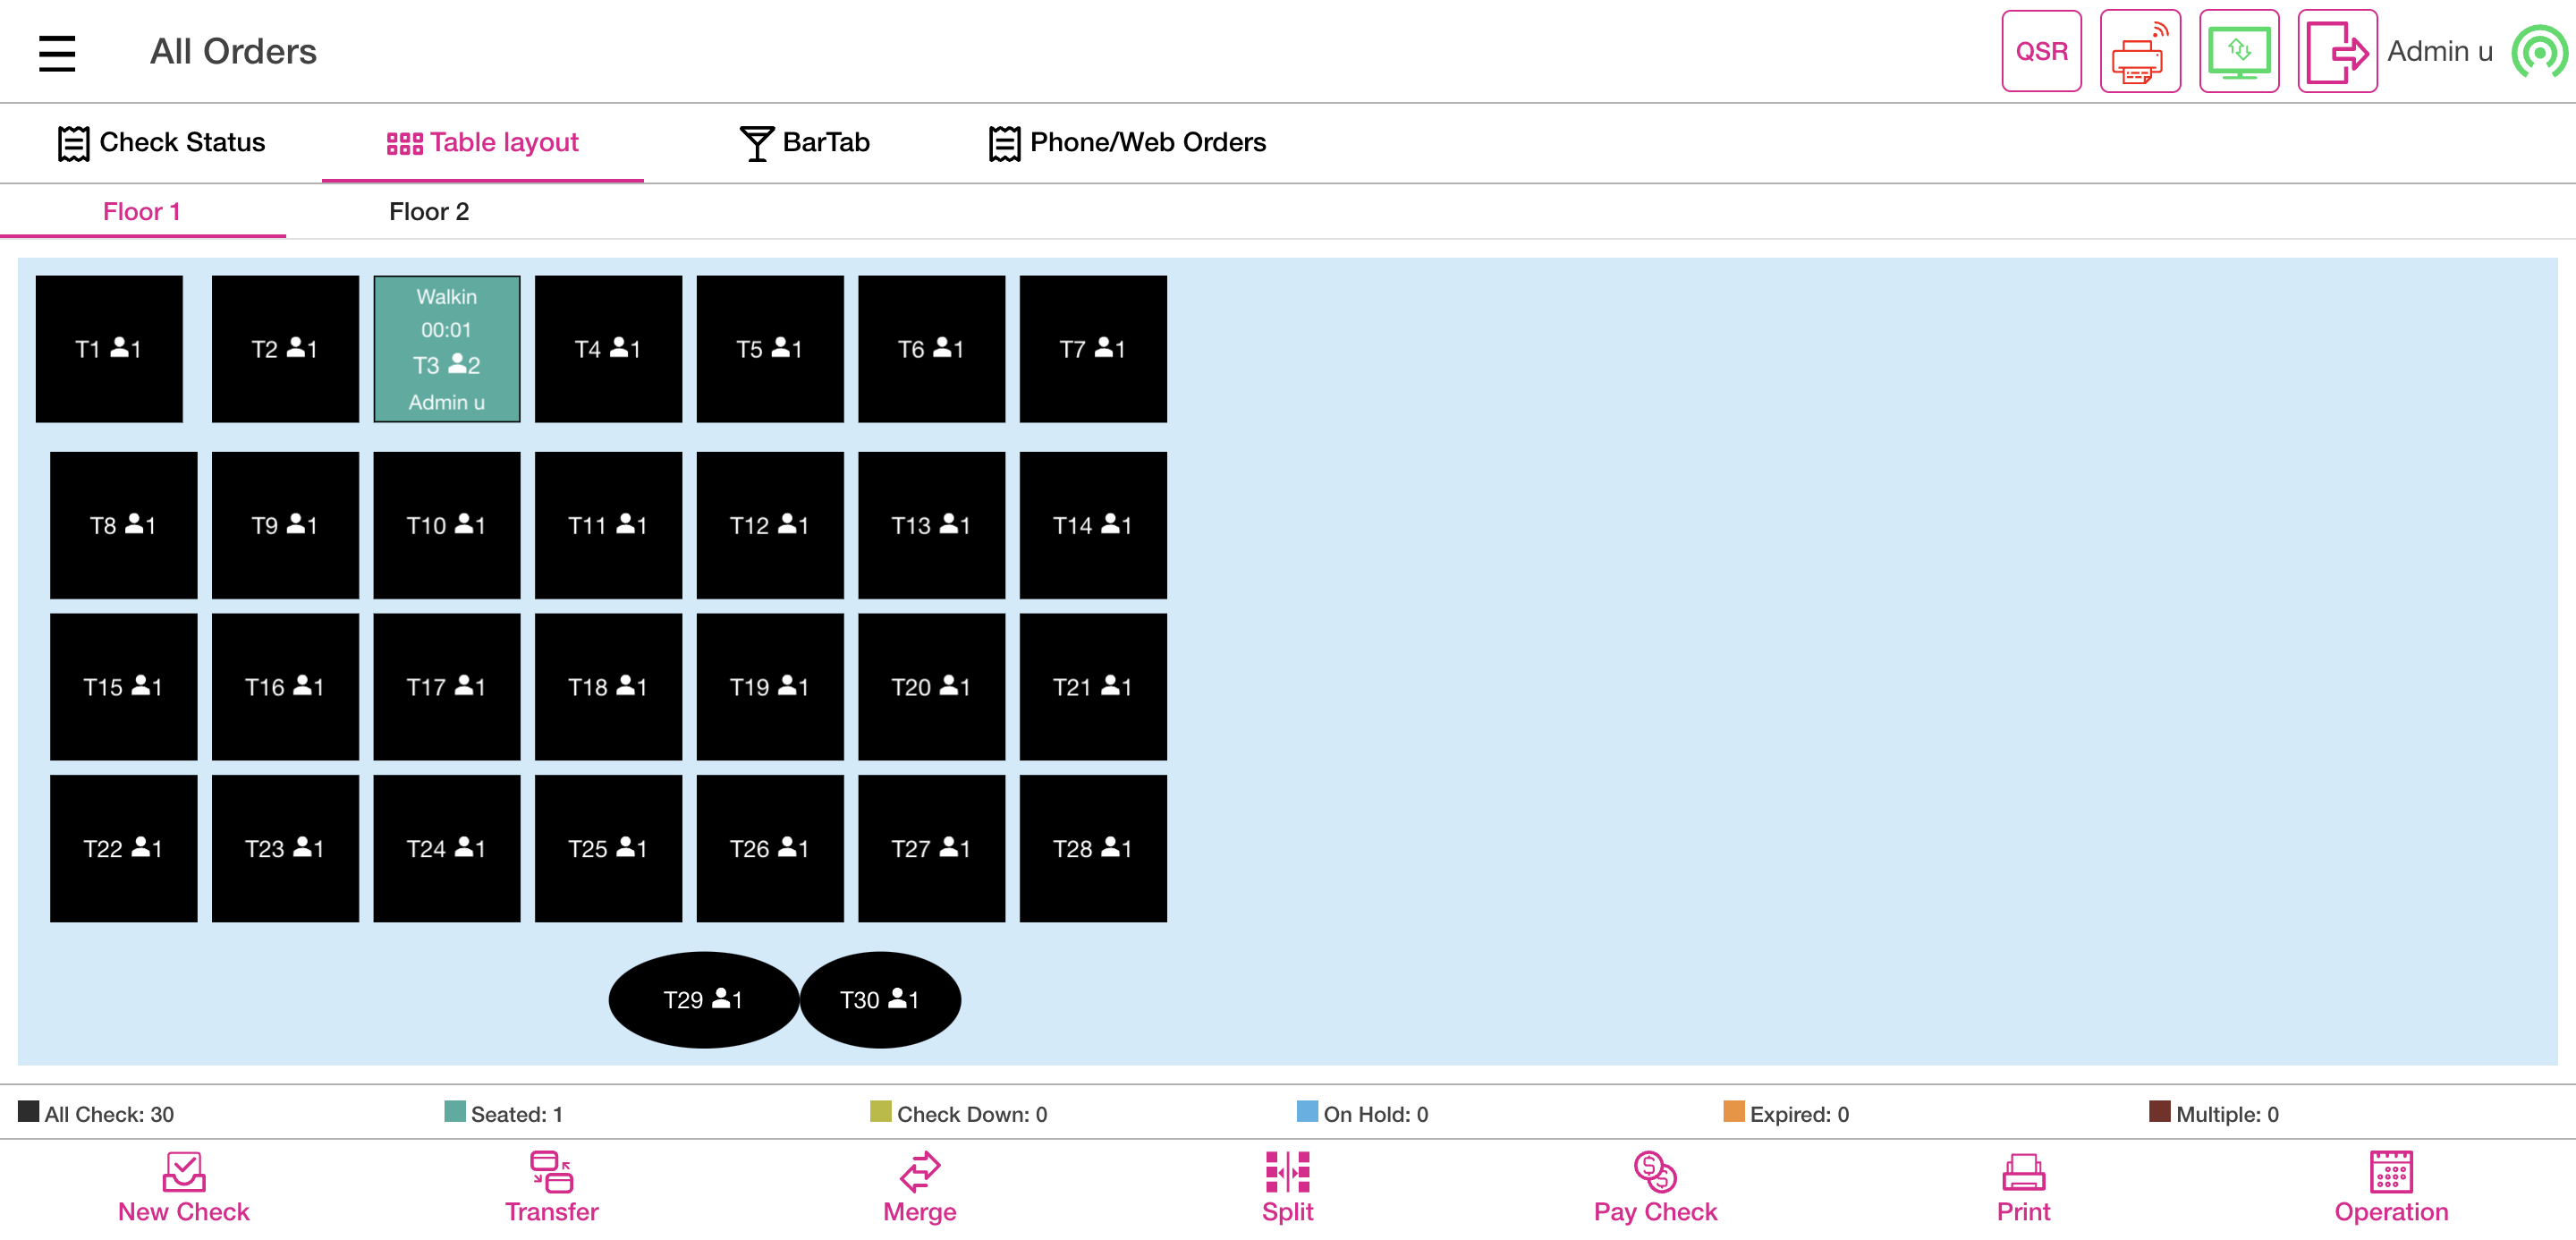 All Orders
QSR
Admin u
Check Status
Table layout
BarTab
Phone/Web Orders
Floor 1
Floor 2
T1 1
T2 1
Walkin
00:01
T3 2
Admin u
T4 1
T5 1
T6 1
T7 1
T8 1
T9 1
T10 1
T11 1
T12 1
T13 1
T14 1
T15 1
T16 1
T17 1
T18 1
T19 1
T20 1
T21 1
T22 1
T23 1
T24 1
T25 1
T26 1
T27 1
T28 1
T29 1
T30 1
All Check: 30
Seated: 1
Check Down: 0
On Hold: 0
Expired: 0
Multiple: 0
New Check
Transfer
Merge
Split
Pay Check
Print
Operation